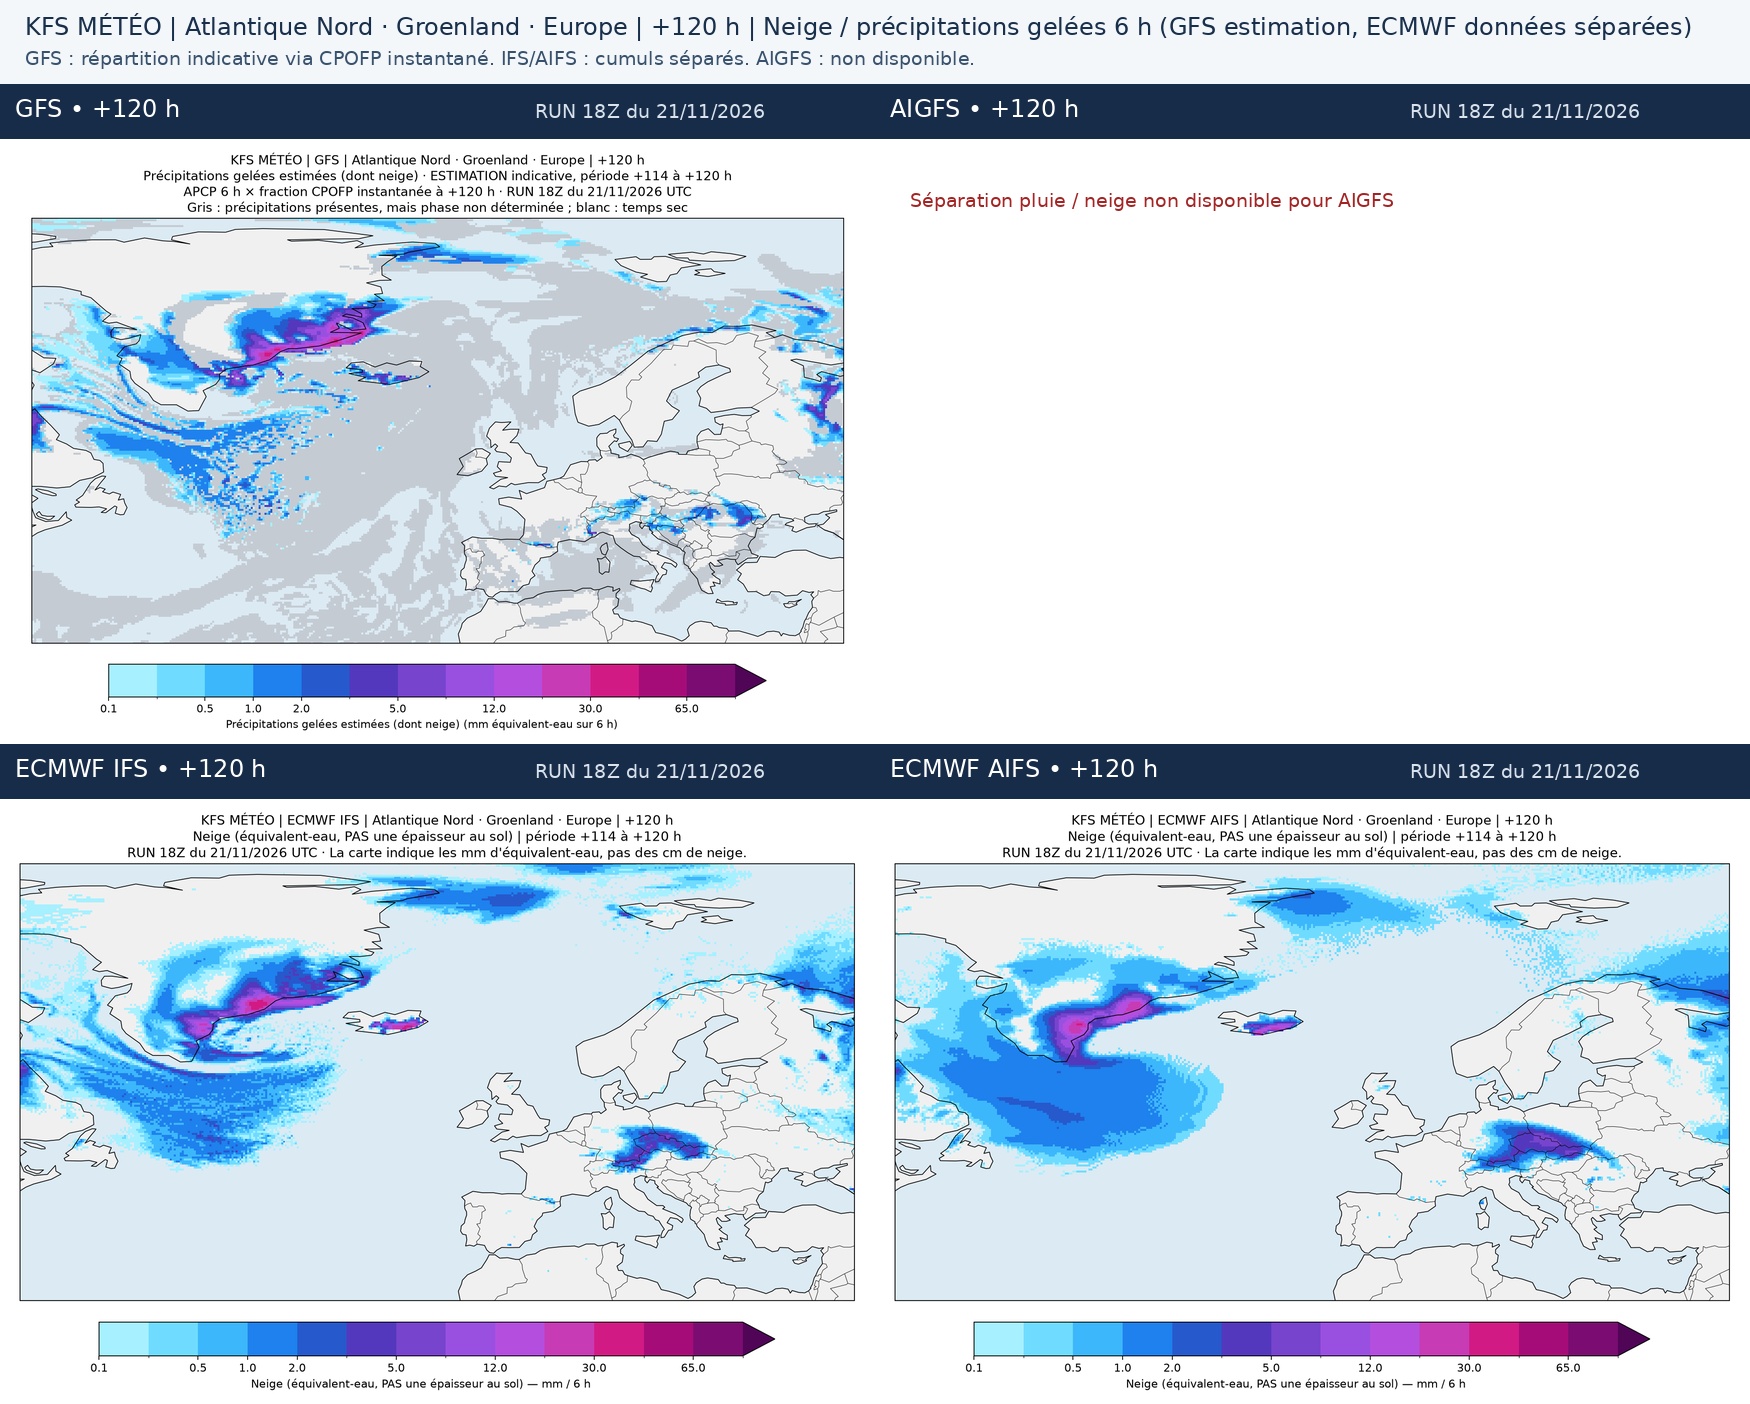 KFS MÉTÉO | Atlantique Nord · Groenland · Europe | +120 h | Neige / précipitations gelées 6 h (GFS estimation, ECMWF données séparées)
GFS : répartition indicative via CPOFP instantané. IFS/AIFS : cumuls séparés. AIGFS : non disponible.
GFS • +120 h
RUN 18Z du 21/11/2026
AIGFS • +120 h
RUN 18Z du 21/11/2026
KFS MÉTÉO | GFS | Atlantique Nord · Groenland · Europe | +120 h
Précipitations gelées estimées (dont neige) · ESTIMATION indicative, période +114 à +120 h
APCP 6 h × fraction CPOFP instantanée à +120 h · RUN 18Z du 21/11/2026 UTC
Gris : précipitations présentes, mais phase non déterminée ; blanc : temps sec
Séparation pluie / neige non disponible pour AIGFS
0.1 0.5 1.0 2.0 5.0 12.0 30.0 65.0
Précipitations gelées estimées (dont neige) (mm équivalent-eau sur 6 h)
ECMWF IFS • +120 h
RUN 18Z du 21/11/2026
ECMWF AIFS • +120 h
RUN 18Z du 21/11/2026
KFS MÉTÉO | ECMWF IFS | Atlantique Nord · Groenland · Europe | +120 h
Neige (équivalent-eau, PAS une épaisseur au sol) | période +114 à +120 h
RUN 18Z du 21/11/2026 UTC · La carte indique les mm d'équivalent-eau, pas des cm de neige.
0.1 0.5 1.0 2.0 5.0 12.0 30.0 65.0
Neige (équivalent-eau, PAS une épaisseur au sol) — mm / 6 h
KFS MÉTÉO | ECMWF AIFS | Atlantique Nord · Groenland · Europe | +120 h
Neige (équivalent-eau, PAS une épaisseur au sol) | période +114 à +120 h
RUN 18Z du 21/11/2026 UTC · La carte indique les mm d'équivalent-eau, pas des cm de neige.
0.1 0.5 1.0 2.0 5.0 12.0 30.0 65.0
Neige (équivalent-eau, PAS une épaisseur au sol) — mm / 6 h